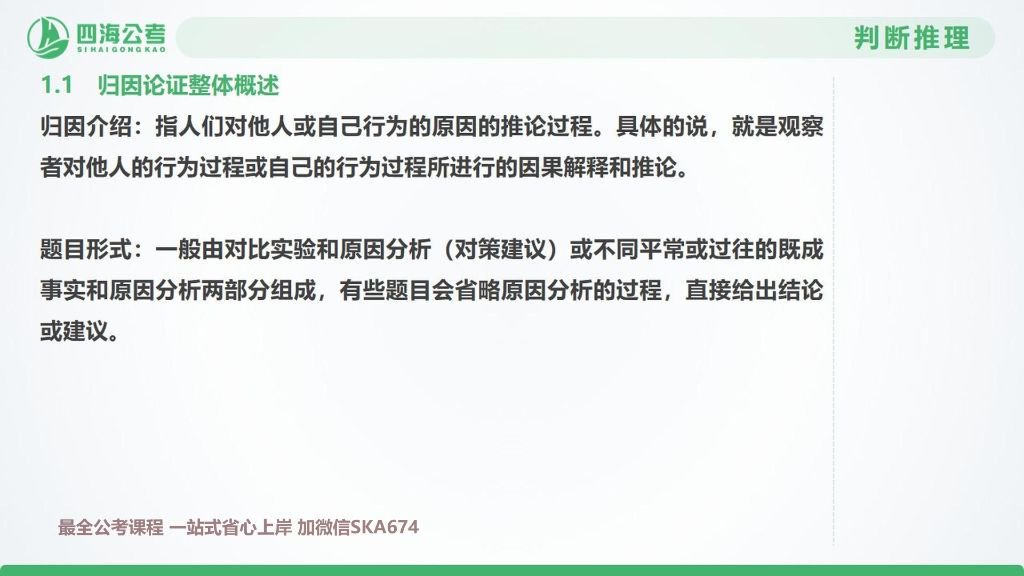 四海公考
SIHAIGONGKAO
判断推理
1.1 归因论证整体概述
归因介绍：指人们对他人或自己行为的原因的推论过程。具体的说，就是观察
者对他人的行为过程或自己的行为过程所进行的因果解释和推论。
题目形式：一般由对比实验和原因分析（对策建议）或不同平常或过往的既成
事实和原因分析两部分组成，有些题目会省略原因分析的过程，直接给出结论
或建议。
最全公考课程 一站式省心上岸 加微信SKA674